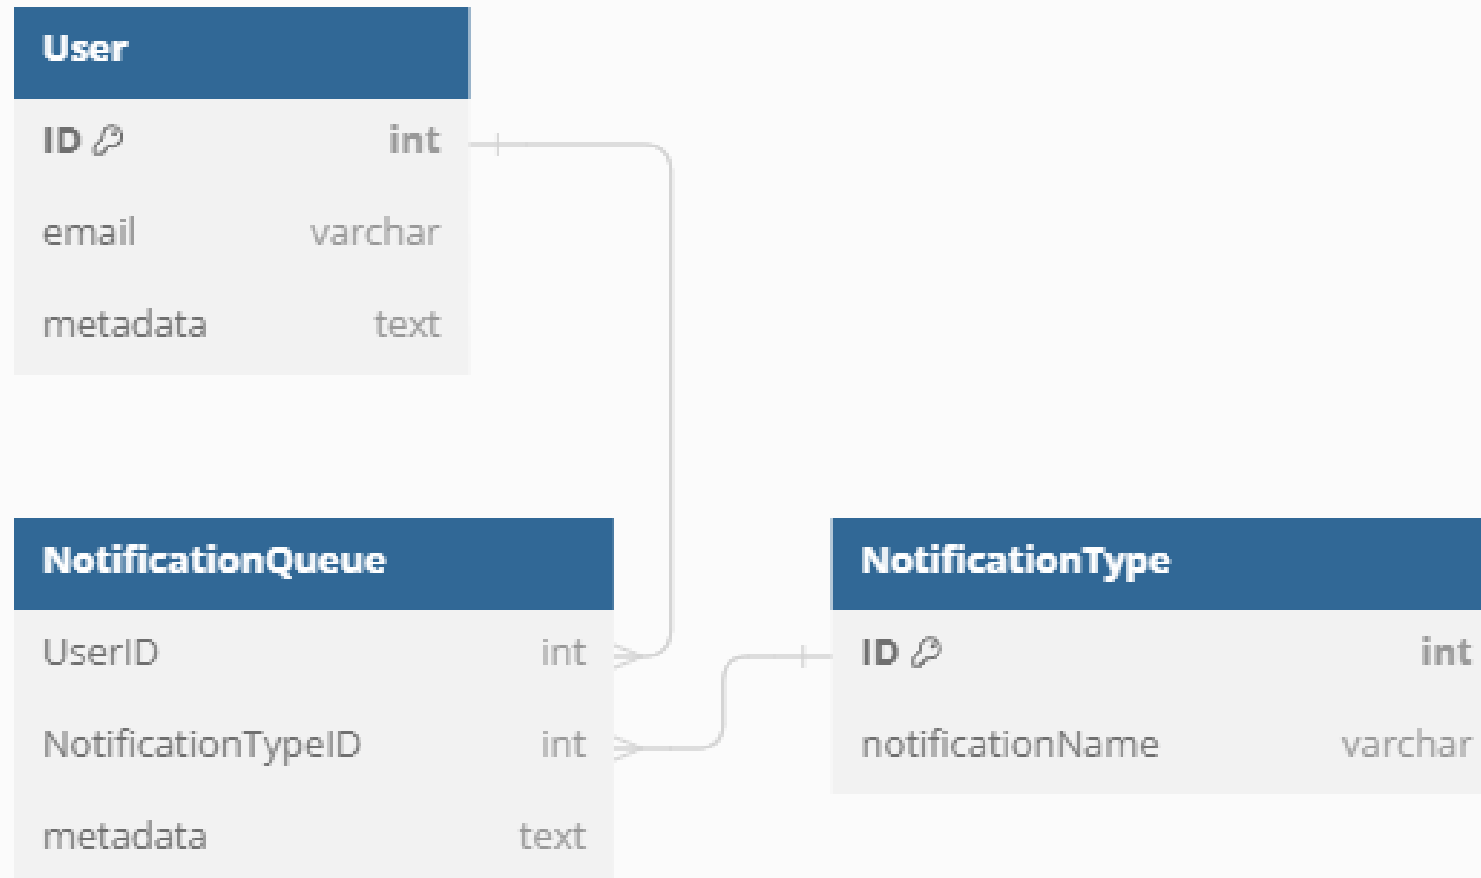 User
ID int
email varchar
metadata text
NotificationQueue
UserID int
NotificationTypeID int
metadata text
NotificationType
ID int
notificationName varchar